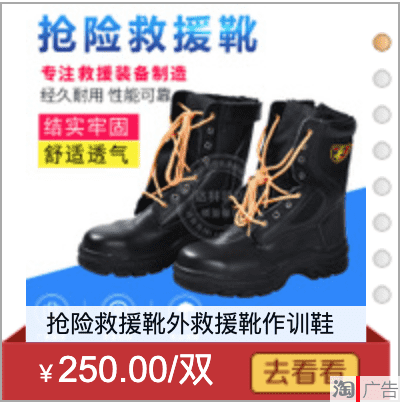 抢险救援靴
专注救援装备制造
经久耐用 性能可靠
结实牢固
舒适透气
抢险救援靴外救援靴作训鞋
¥250.00/双
去看看
淘 广告